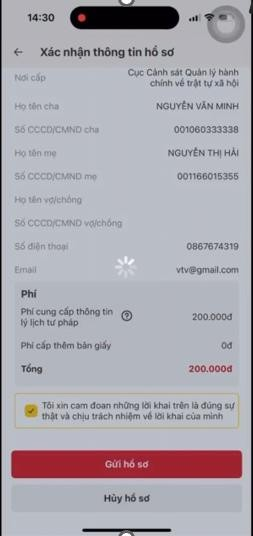 14:30
Xác nhận thông tin hồ sơ
Nơi cấp
Cục Cảnh sát Quản lý hành
chính về trật tự xã hội
Họ tên cha
NGUYỄN VĂN MINH
Số CCCD/CMND cha
001060333338
Họ tên mẹ
NGUYỄN THỊ HẢI
Số CCCD/CMND mẹ
001166015355
Họ tên vợ/chồng
Số CCCD/CMND vợ/chồng
Số điện thoại
0867674319
Email
vtv@gmail.com
Phí
Phí cung cấp thông tin
lý lịch tư pháp
200.000đ
Phí cấp thêm bản giấy
0đ
Tổng
200.000đ
Tôi xin cam đoan những lời khai trên là đúng sự
thật và chịu trách nhiệm về lời khai của mình
Gửi hồ sơ
Hủy hồ sơ